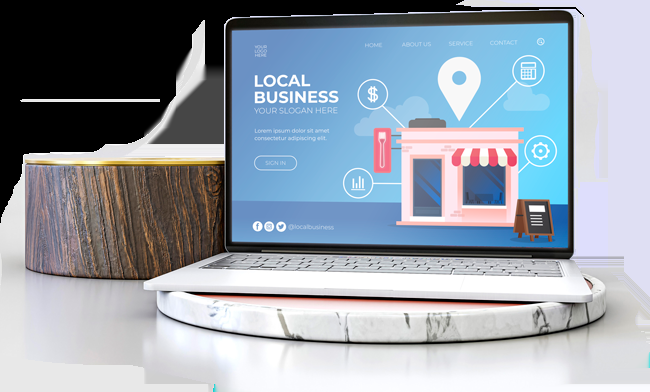 YOUR
LOGO
HERE
HOME ABOUT US SERVICE CONTACT
LOCAL
BUSINESS
YOUR SLOGAN HERE
Lorem ipsum dolor sit amet
consectetur adipiscing elit.
SIGN IN
@localbusiness